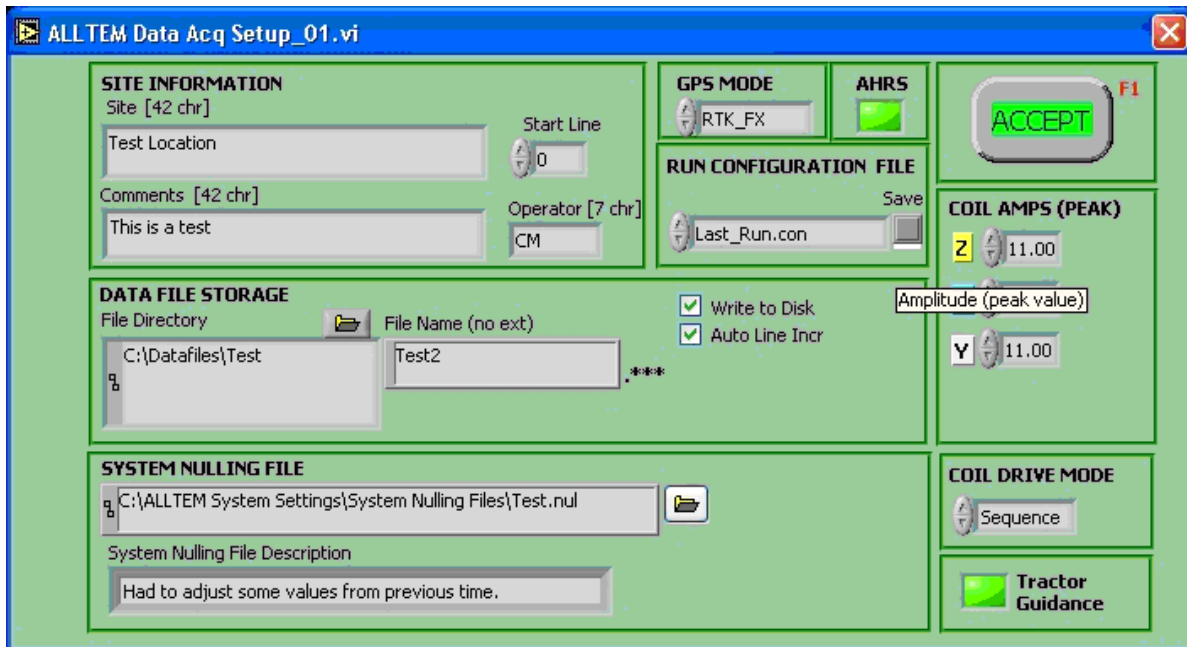 ALLTEM Data Acq Setup_01.vi
SITE INFORMATION
Site [42 chr]
Test Location
Start Line
0
Comments [42 chr]
This is a test
Operator [7 chr]
CM
GPS MODE
RTK_FX
AHRS
RUN CONFIGURATION FILE
Save
Last_Run.con
ACCEPT
F1
COIL AMPS (PEAK)
Z
11.00
Amplitude (peak value)
Y
11.00
DATA FILE STORAGE
File Directory
C:\Datafiles\Test
File Name (no ext)
Test2
.***
Write to Disk
Auto Line Incr
SYSTEM NULLING FILE
C:\ALLTEM System Settings\System Nulling Files\Test.nul
System Nulling File Description
Had to adjust some values from previous time.
COIL DRIVE MODE
Sequence
Tractor
Guidance